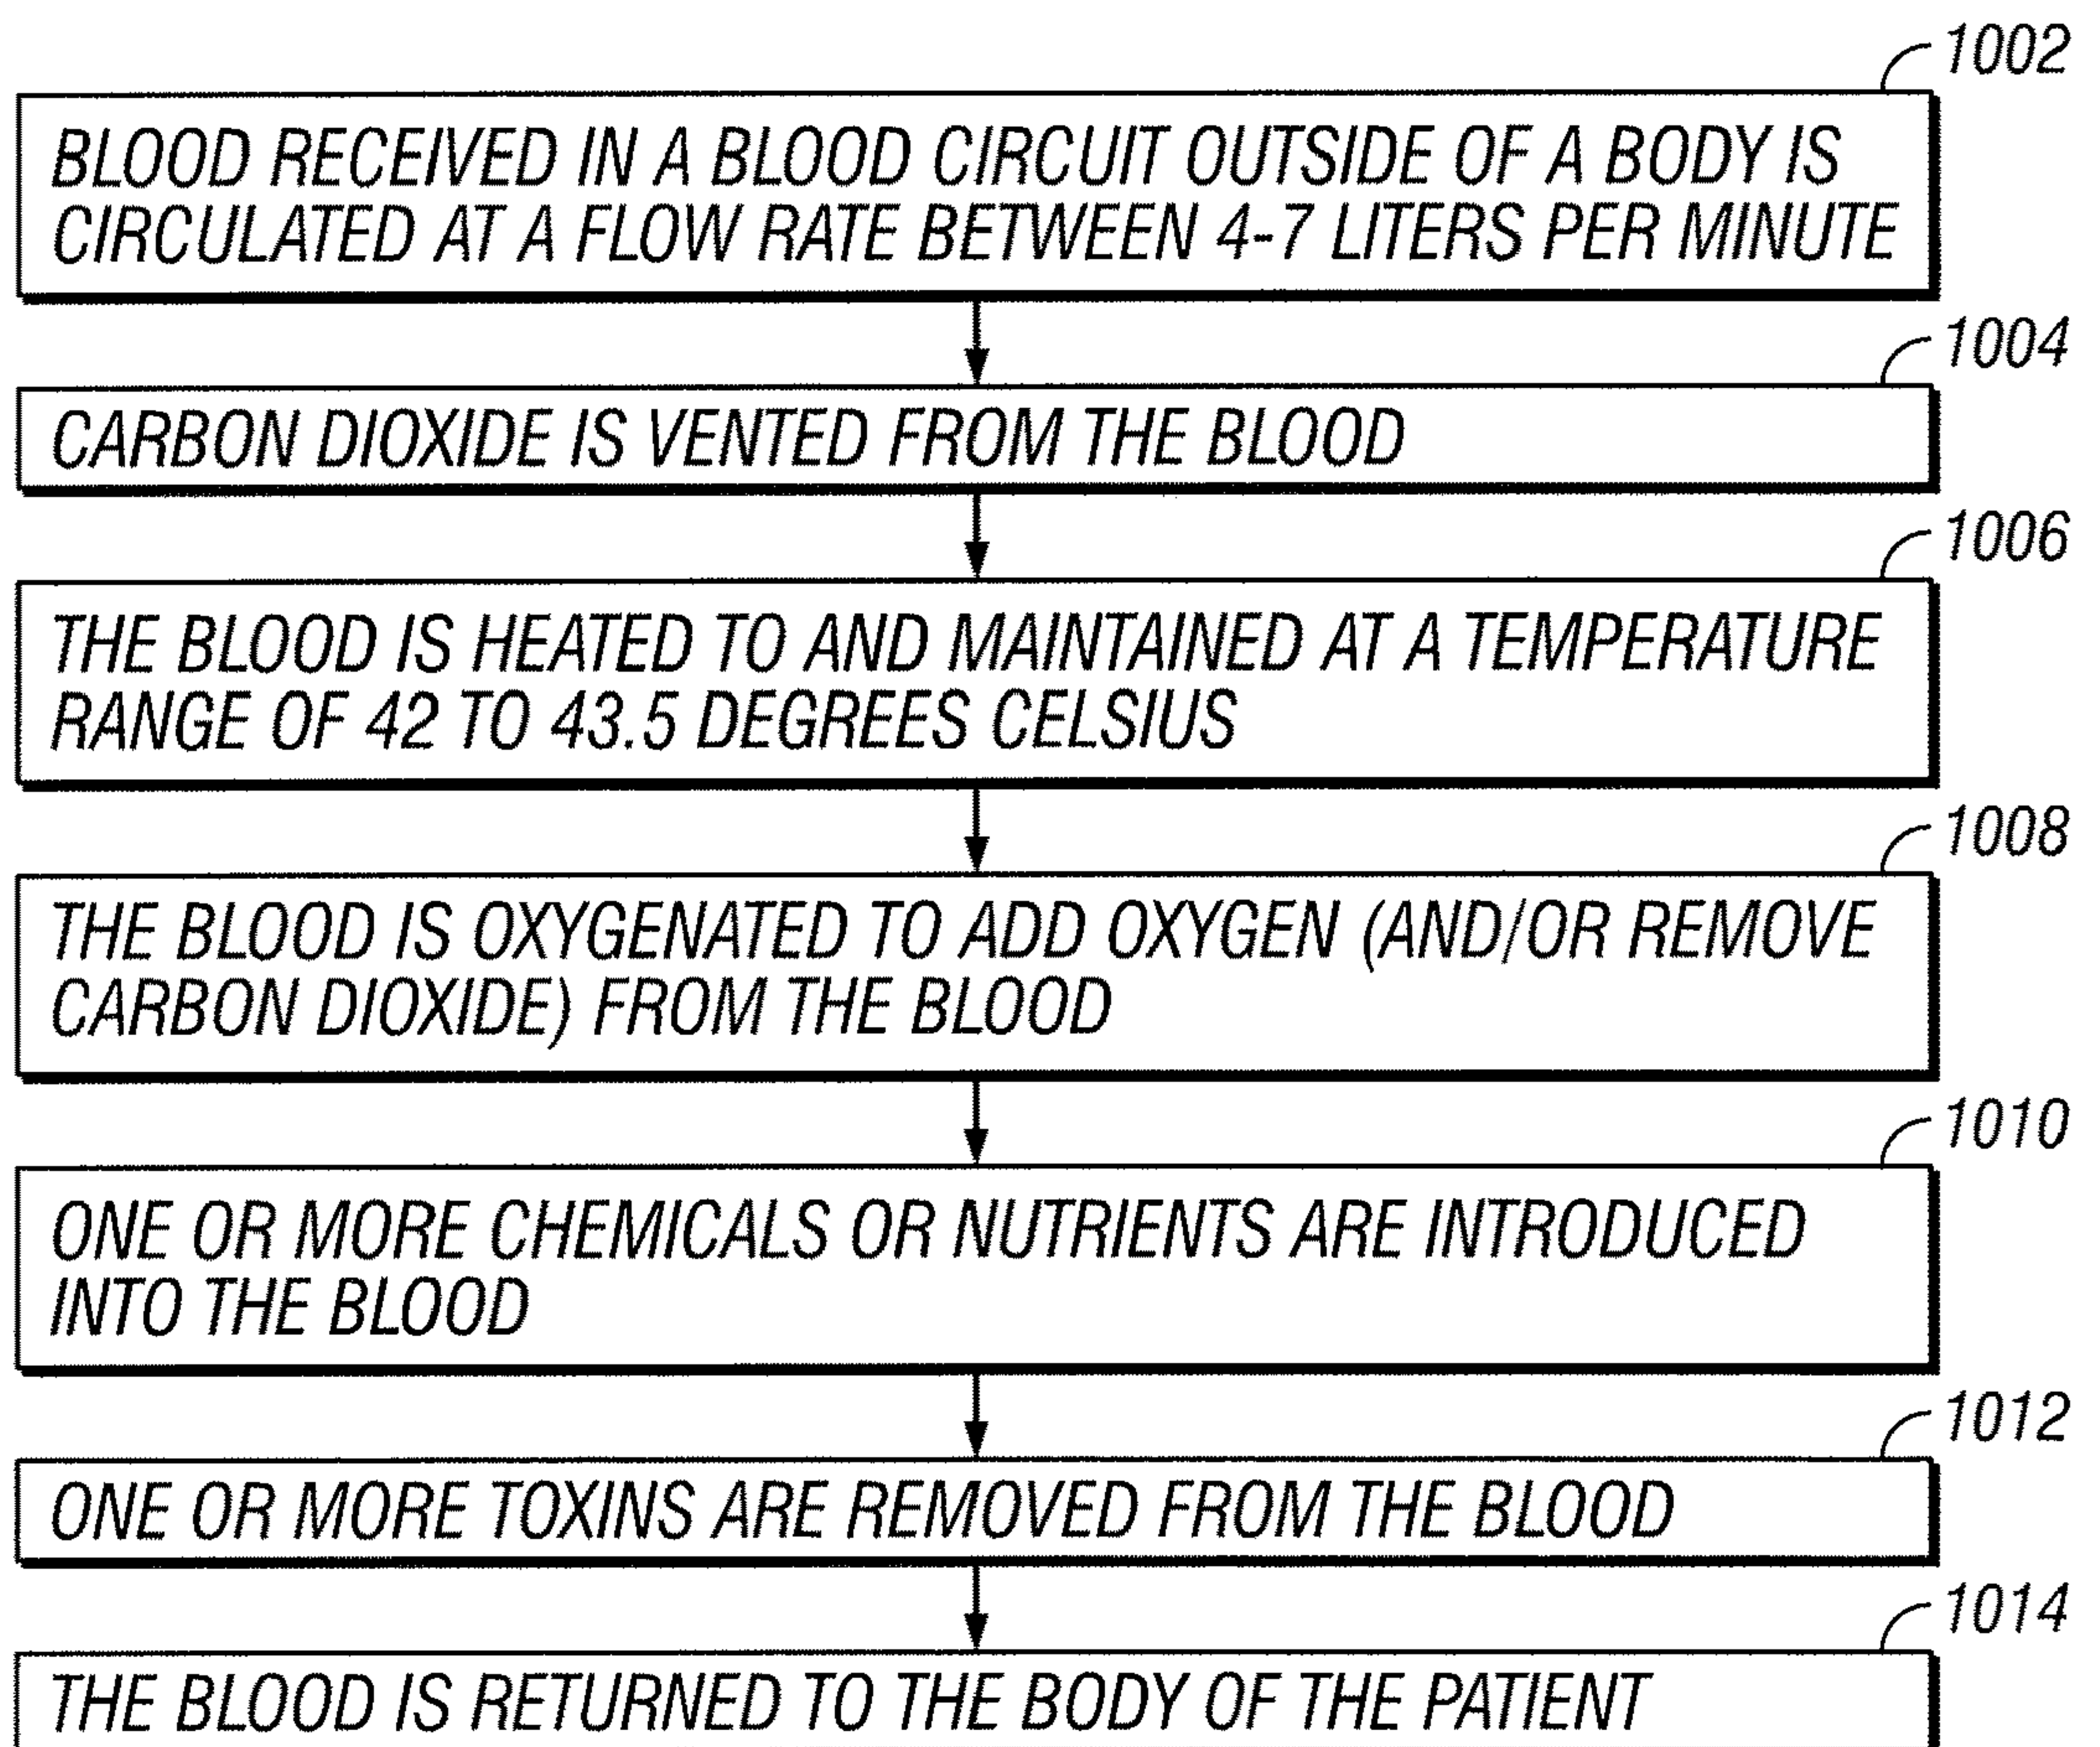 1002
BLOOD RECEIVED IN A BLOOD CIRCUIT OUTSIDE OF A BODY IS
CIRCULATED AT A FLOW RATE BETWEEN 4-7 LITERS PER MINUTE
1004
CARBON DIOXIDE IS VENTED FROM THE BLOOD
1006
THE BLOOD IS HEATED TO AND MAINTAINED AT A TEMPERATURE
RANGE OF 42 TO 43.5 DEGREES CELSIUS
1008
THE BLOOD IS OXYGENATED TO ADD OXYGEN (AND/OR REMOVE
CARBON DIOXIDE) FROM THE BLOOD
1010
ONE OR MORE CHEMICALS OR NUTRIENTS ARE INTRODUCED
INTO THE BLOOD
1012
ONE OR MORE TOXINS ARE REMOVED FROM THE BLOOD
1014
THE BLOOD IS RETURNED TO THE BODY OF THE PATIENT